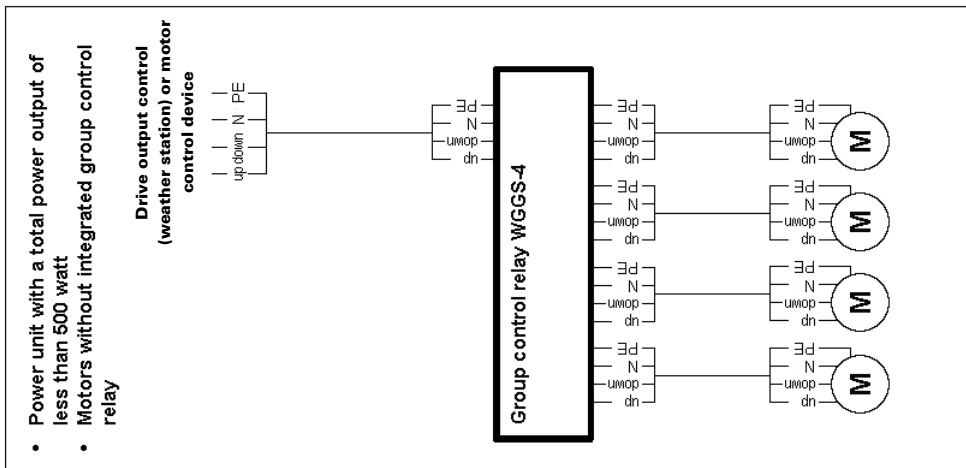 • Power unit with a total power output of
less than 500 watt
• Motors without integrated group control
relay
Drive output control
(weather station) or motor
control device
up down N PE
PE
N
down
up
Group control relay WGGS-4
PE
N
down
up
PE
N
down
up
M
PE
N
down
up
PE
N
down
up
M
PE
N
down
up
PE
N
down
up
M
PE
N
down
up
PE
N
down
up
M